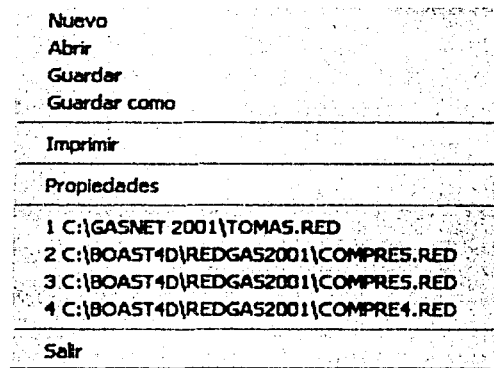 Nuevo
Abrir
Guardar
Guardar como
Imprimir
Propiedades
1 C:\GASNET 2001\TOMAS.RED
2 C:\BOAST4D\REDGAS2001\COMPRES.RED
3 C:\BOAST4D\REDGAS2001\COMPRE5.RED
4 C:\BOAST4D\REDGAS2001\COMPRE4.RED
Salir